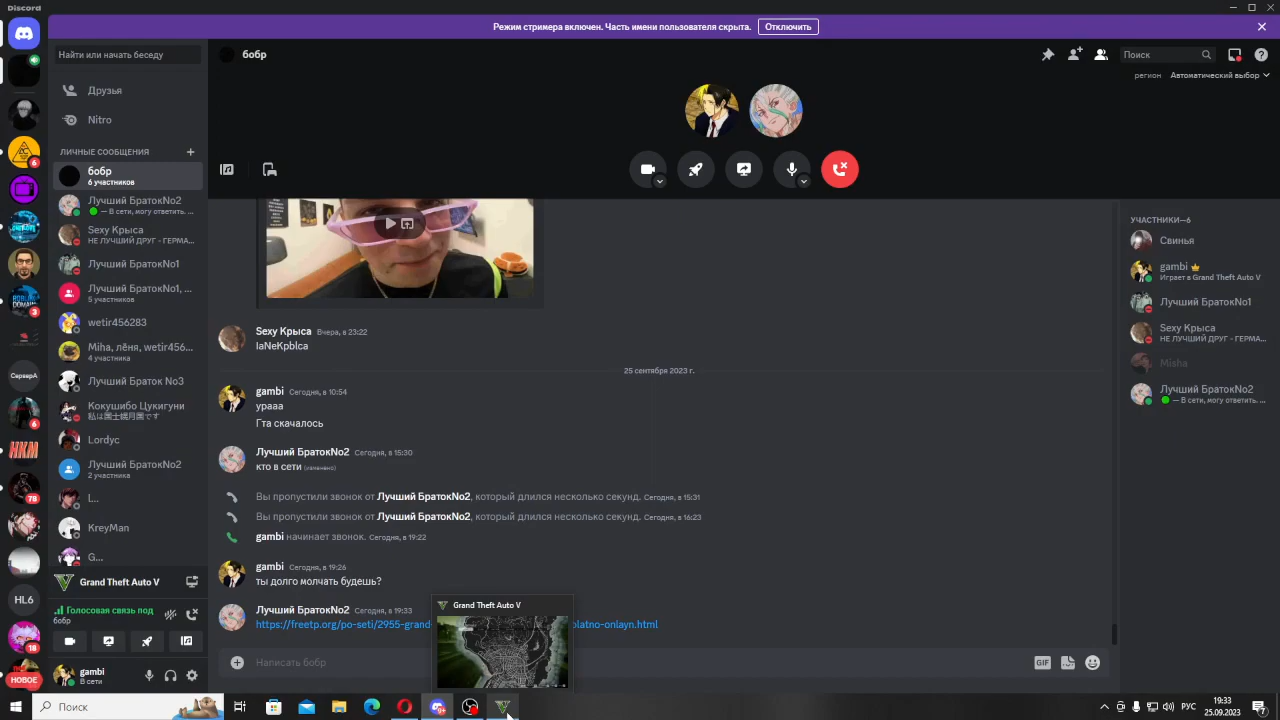 Discord
Режим стримера включен. Часть имени пользователя скрыта.
Отключить
Найти или начать беседу
бобр
Поиск
регион
Автоматический выбор
Друзья
Nitro
ЛИЧНЫЕ СООБЩЕНИЯ
бобр
6 участников
Лучший БратокNo2
— В сети, могу ответить. ...
Sexy Крыса
НЕ ЛУЧШИЙ ДРУГ - ГЕРМА...
Лучший БратокNo1
Лучший БратокNo1, ...
5 участников
wetir456283
Miha, лёня, wetir456...
4 участника
Лучший Браток No3
Кокушибо Цукигуни
Lordyc
Лучший БратокNo2
2 участника
L...
KreyMan
G...
6
3
СерверА
6
78
HL6
18
НОВОЕ
Grand Theft Auto V
Голосовая связь под
бобр
gambi
В сети
Sexy Крыса Вчера, в 23:22
IaNeKpbIca
25 сентября 2023 г.
gambi Сегодня, в 10:54
урааа
Гта скачалось
Лучший БратокNo2 Сегодня, в 15:30
кто в сети (изменено)
Вы пропустили звонок от Лучший БратокNo2, который длился несколько секунд. Сегодня, в 15:31
Вы пропустили звонок от Лучший БратокNo2, который длился несколько секунд. Сегодня, в 16:23
gambi начинает звонок. Сегодня, в 19:22
gambi Сегодня, в 19:26
ты долго молчать будешь?
Лучший БратокNo2 Сегодня, в 19:33
https://freetp.org/po-seti/2955-grand- olatno-onlayn.html
Grand Theft Auto V
Написать бобр
GIF
УЧАСТНИКИ—6
Свинья
gambi
Играет в Grand Theft Auto V
Лучший БратокNo1
Sexy Крыса
НЕ ЛУЧШИЙ ДРУГ - ГЕРМА...
Misha
Лучший БратокNo2
— В сети, могу ответить. ...
Поиск
РУС
19:33
25.09.2023